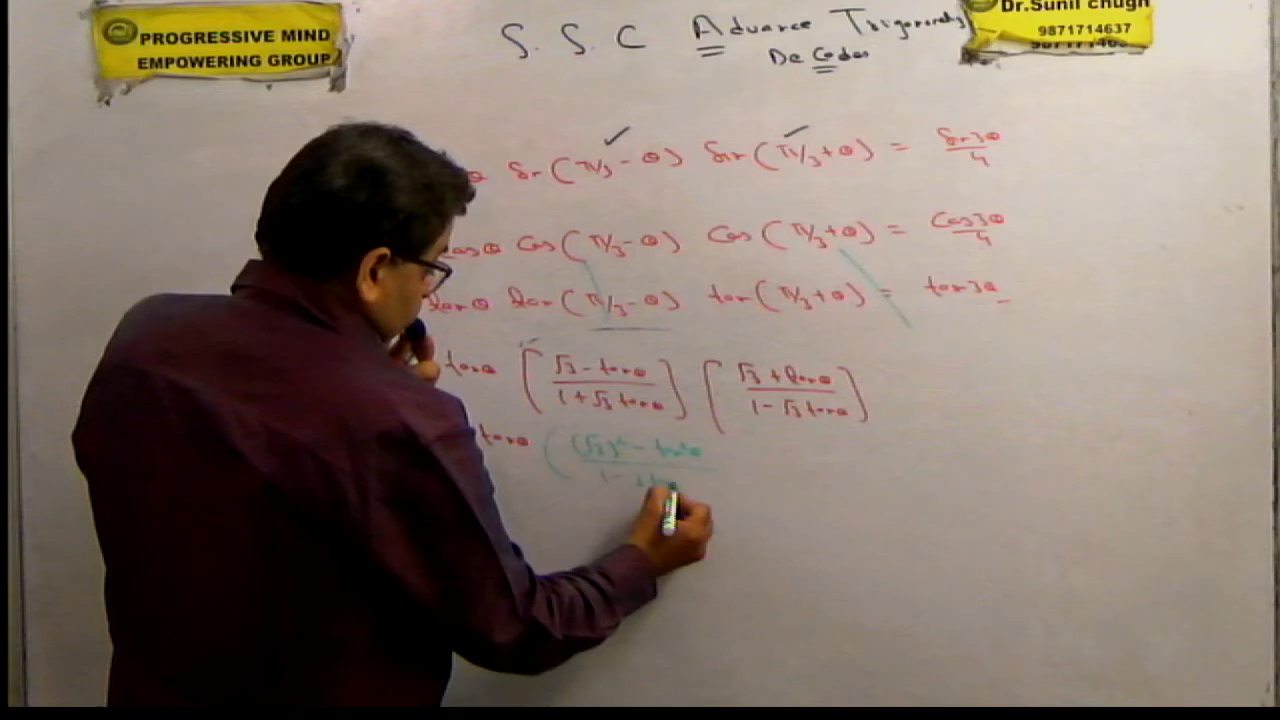 PROGRESSIVE MIND
EMPOWERING GROUP
S. S. C Advance Trigonometry
De Codes
Dr.Sunil Chugh
9871714637
θ sin(π/3 - θ) sin(π/3 + θ) = sin3θ/4
cosθ cos(π/3 - θ) cos(π/3 + θ) = cos3θ/4
tanθ tan(π/3 - θ) tan(π/3 + θ) = tan3θ
tanθ [(√3 - tanθ)/(1 + √3 tanθ)] [(√3 + tanθ)/(1 - √3 tanθ)]
tanθ ( (√3)² - tan²θ / 1 - 3t